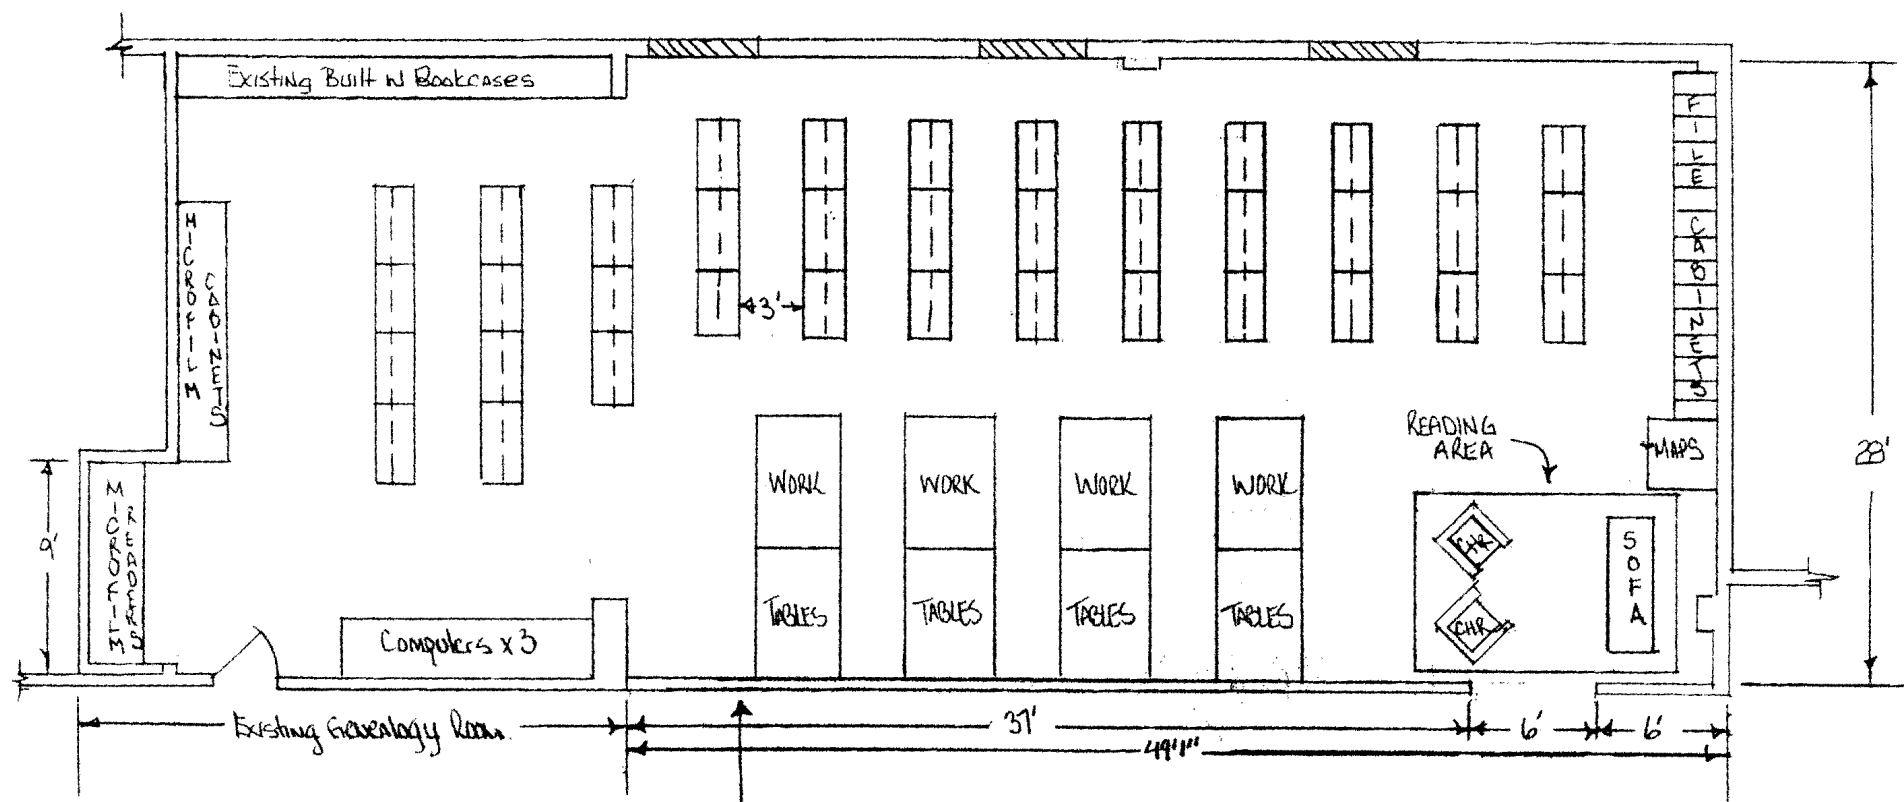 Existing Built in Bookcases
FILE CABINETS
MICROFILM
CABINETS
3'
READING
AREA
MAPS
28'
WORK
TABLES
WORK
TABLES
WORK
TABLES
WORK
TABLES
CHR
CHR
SOFA
9'
MICROFILM
READERS
Computers x 3
Existing Genealogy Room
37'
6'
6'
49'1"